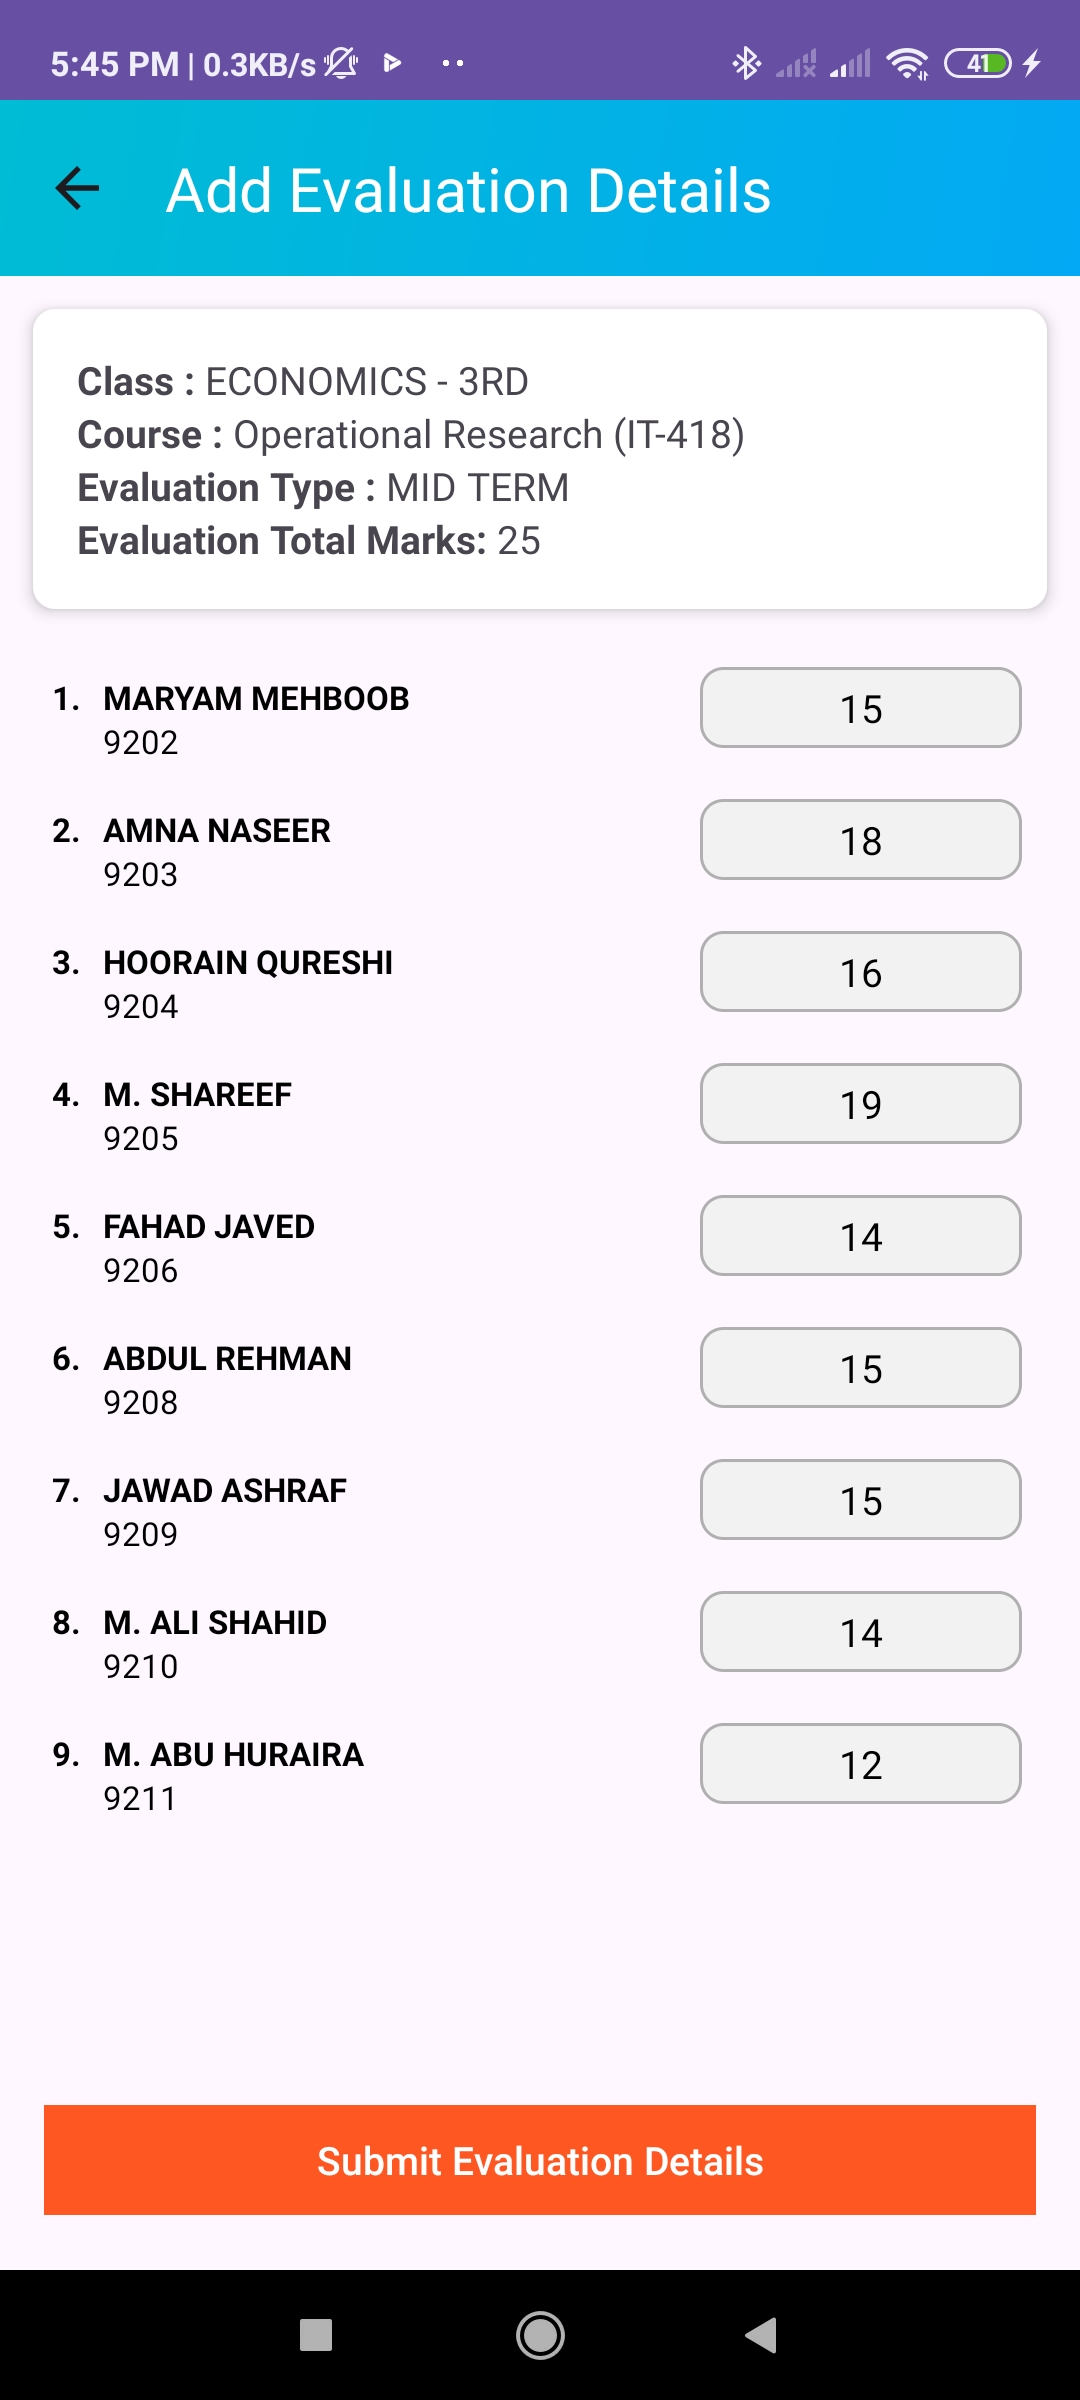 5:45 PM | 0.3KB/s 41
Add Evaluation Details
Class : ECONOMICS - 3RD
Course : Operational Research (IT-418)
Evaluation Type : MID TERM
Evaluation Total Marks: 25
1. MARYAM MEHBOOB 15
9202
2. AMNA NASEER 18
9203
3. HOORAIN QURESHI 16
9204
4. M. SHAREEF 19
9205
5. FAHAD JAVED 14
9206
6. ABDUL REHMAN 15
9208
7. JAWAD ASHRAF 15
9209
8. M. ALI SHAHID 14
9210
9. M. ABU HURAIRA 12
9211
Submit Evaluation Details